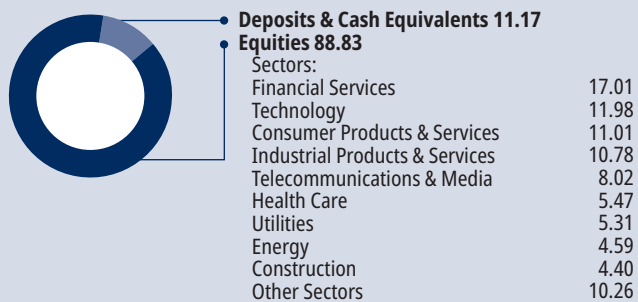 Deposits & Cash Equivalents 11.17
Equities 88.83
Sectors:
Financial Services 17.01
Technology 11.98
Consumer Products & Services 11.01
Industrial Products & Services 10.78
Telecommunications & Media 8.02
Health Care 5.47
Utilities 5.31
Energy 4.59
Construction 4.40
Other Sectors 10.26